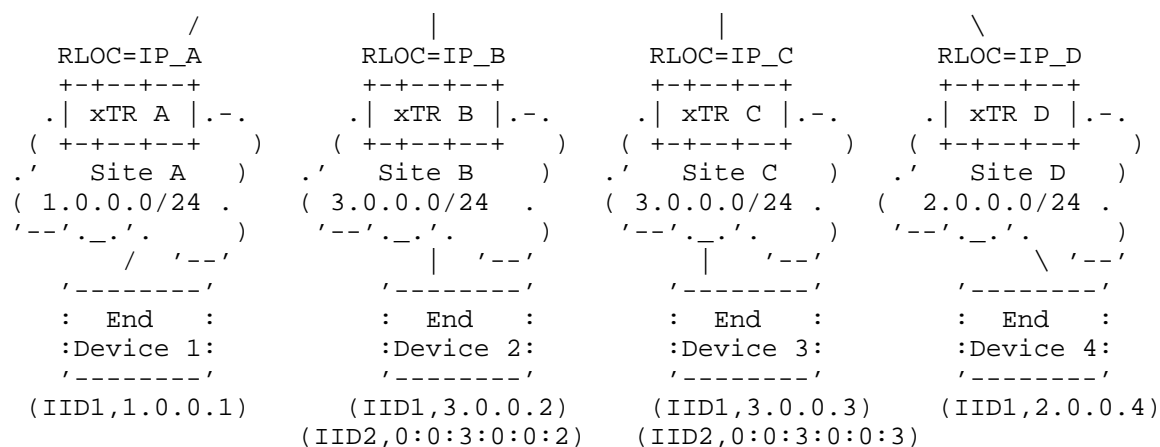 /                 |                   |                 \
     RLOC=IP_A           RLOC=IP_B           RLOC=IP_C           RLOC=IP_D
     +-+--+--+           +-+--+--+           +-+--+--+           +-+--+--+
    .| xTR A |.-.       .| xTR B |.-.       .| xTR C |.-.       .| xTR D |.-.
   ( +-+--+--+    )    ( +-+--+--+    )    ( +-+--+--+    )    ( +-+--+--+    )
 .’    Site A   )    .’    Site B     )  .’    Site C    )   .’    Site D   )
 ( 1.0.0.0/24 .      ( 3.0.0.0/24   .    ( 3.0.0.0/24 .      (  2.0.0.0/24 .
 ’--’._.’.      )     ’--’._.’.      )    ’--’._.’.      )   ’--’._.’.      )
         /  ’--’              |  ’--’           |   ’--’              \ ’--’
     ’--------’           ’--------’         ’--------’          ’--------’
     :  End   :           :  End   :         :  End   :          :  End   :
     :Device 1:           :Device 2:         :Device 3:          :Device 4:
     ’--------’           ’--------’         ’--------’          ’--------’
   (IID1,1.0.0.1)       (IID1,3.0.0.2)      (IID1,3.0.0.3)     (IID1,2.0.0.4)
                     (IID2,0:0:3:0:0:2)  (IID2,0:0:3:0:0:3)